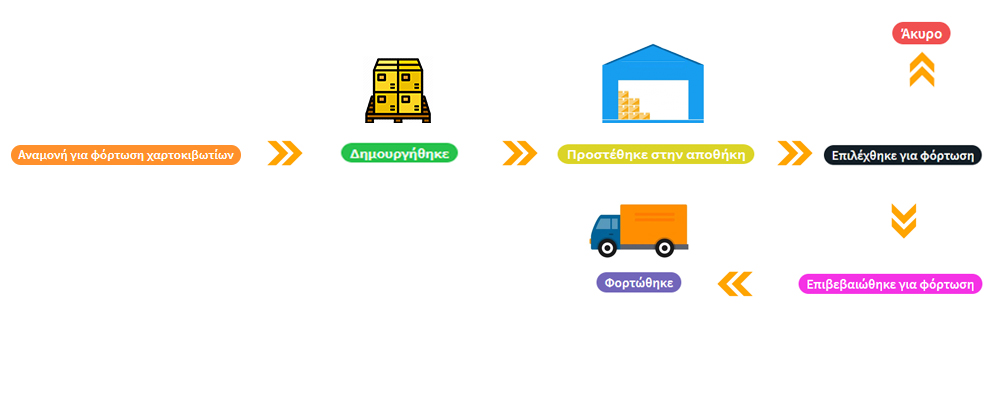 Άκυρο
Αναμονή για φόρτωση χαρτοκιβωτίων
Δημιουργήθηκε
Προστέθηκε στην αποθήκη
Επιλέχθηκε για φόρτωση
Φορτώθηκε
Επιβεβαιώθηκε για φόρτωση